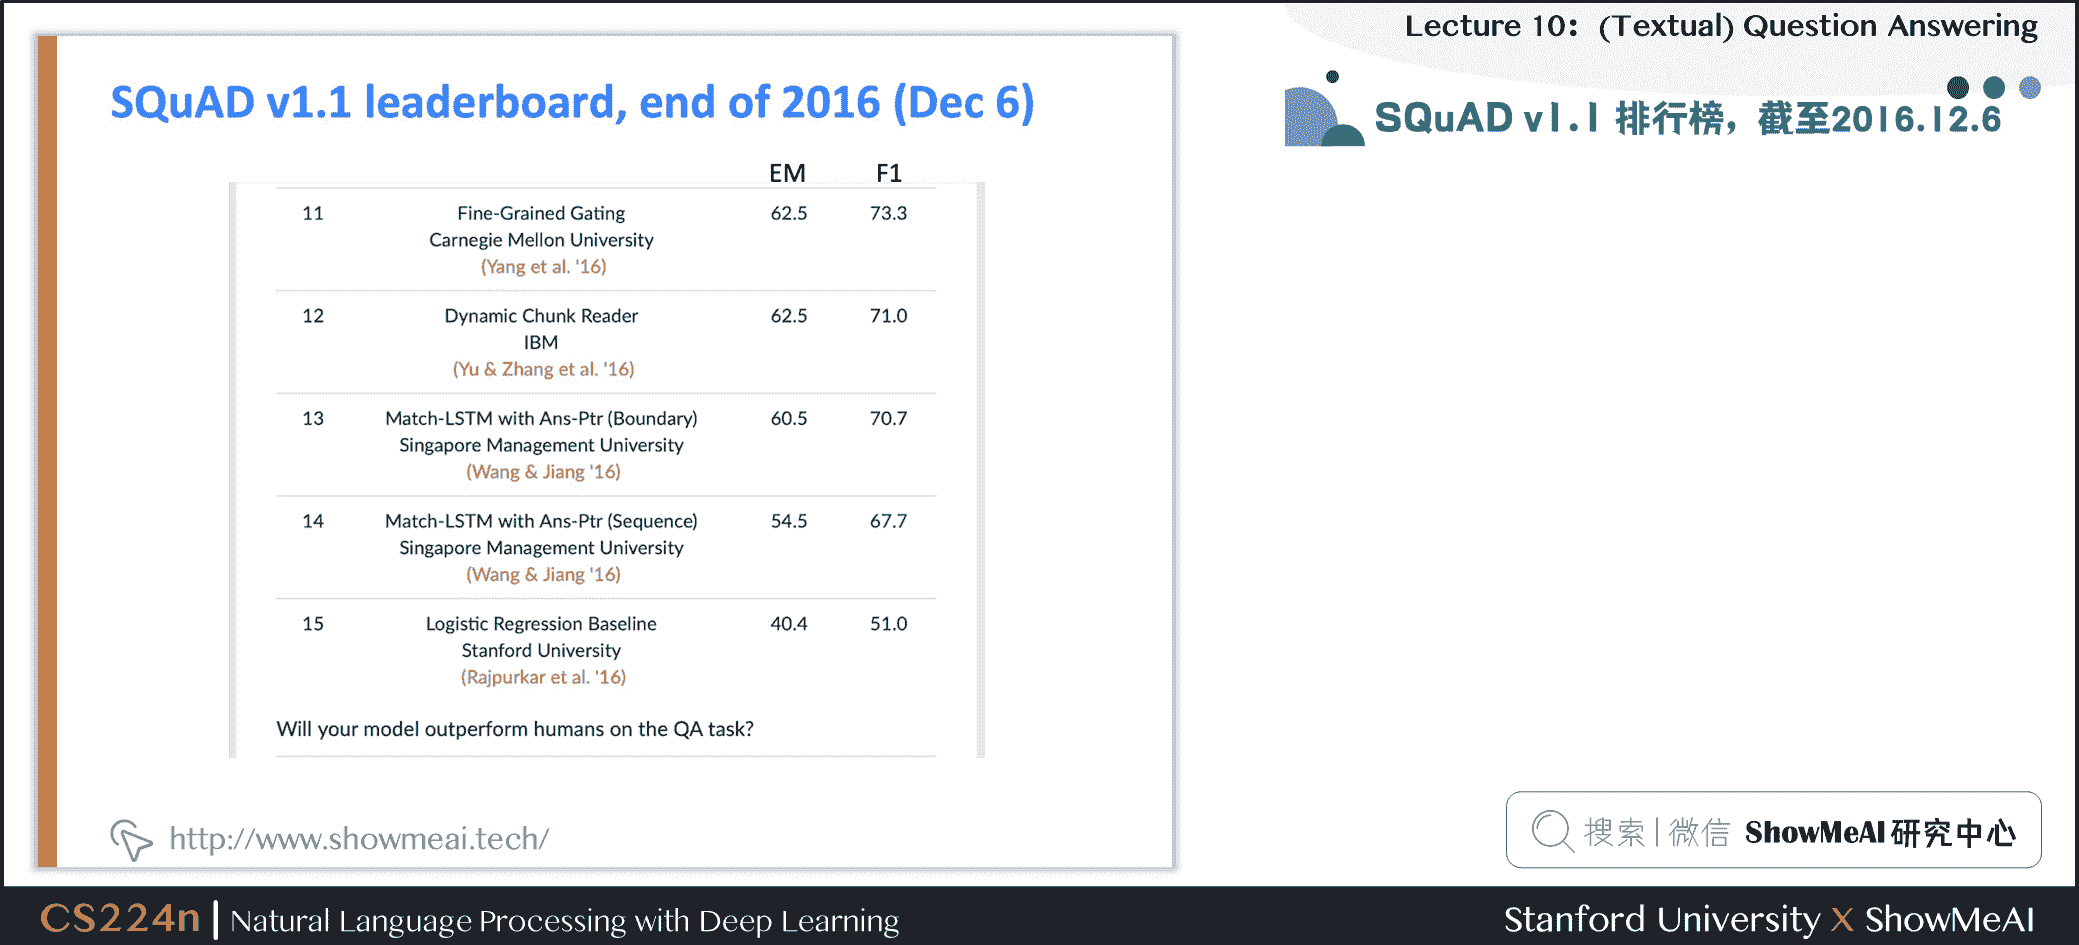 Lecture 10: (Textual) Question Answering
SQuAD v1.1 leaderboard, end of 2016 (Dec 6)
SQuAD v1.1 排行榜，截至2016.12.6
EM F1
11 Fine-Grained Gating 62.5 73.3
Carnegie Mellon University
(Yang et al. '16)
12 Dynamic Chunk Reader 62.5 71.0
IBM
(Yu & Zhang et al. '16)
13 Match-LSTM with Ans-Ptr (Boundary) 60.5 70.7
Singapore Management University
(Wang & Jiang '16)
14 Match-LSTM with Ans-Ptr (Sequence) 54.5 67.7
Singapore Management University
(Wang & Jiang '16)
15 Logistic Regression Baseline 40.4 51.0
Stanford University
(Rajpurkar et al. '16)
Will your model outperform humans on the QA task?
http://www.showmeai.tech/
搜索 | 微信 ShowMeAI 研究中心
CS224n | Natural Language Processing with Deep Learning
Stanford University X ShowMeAI